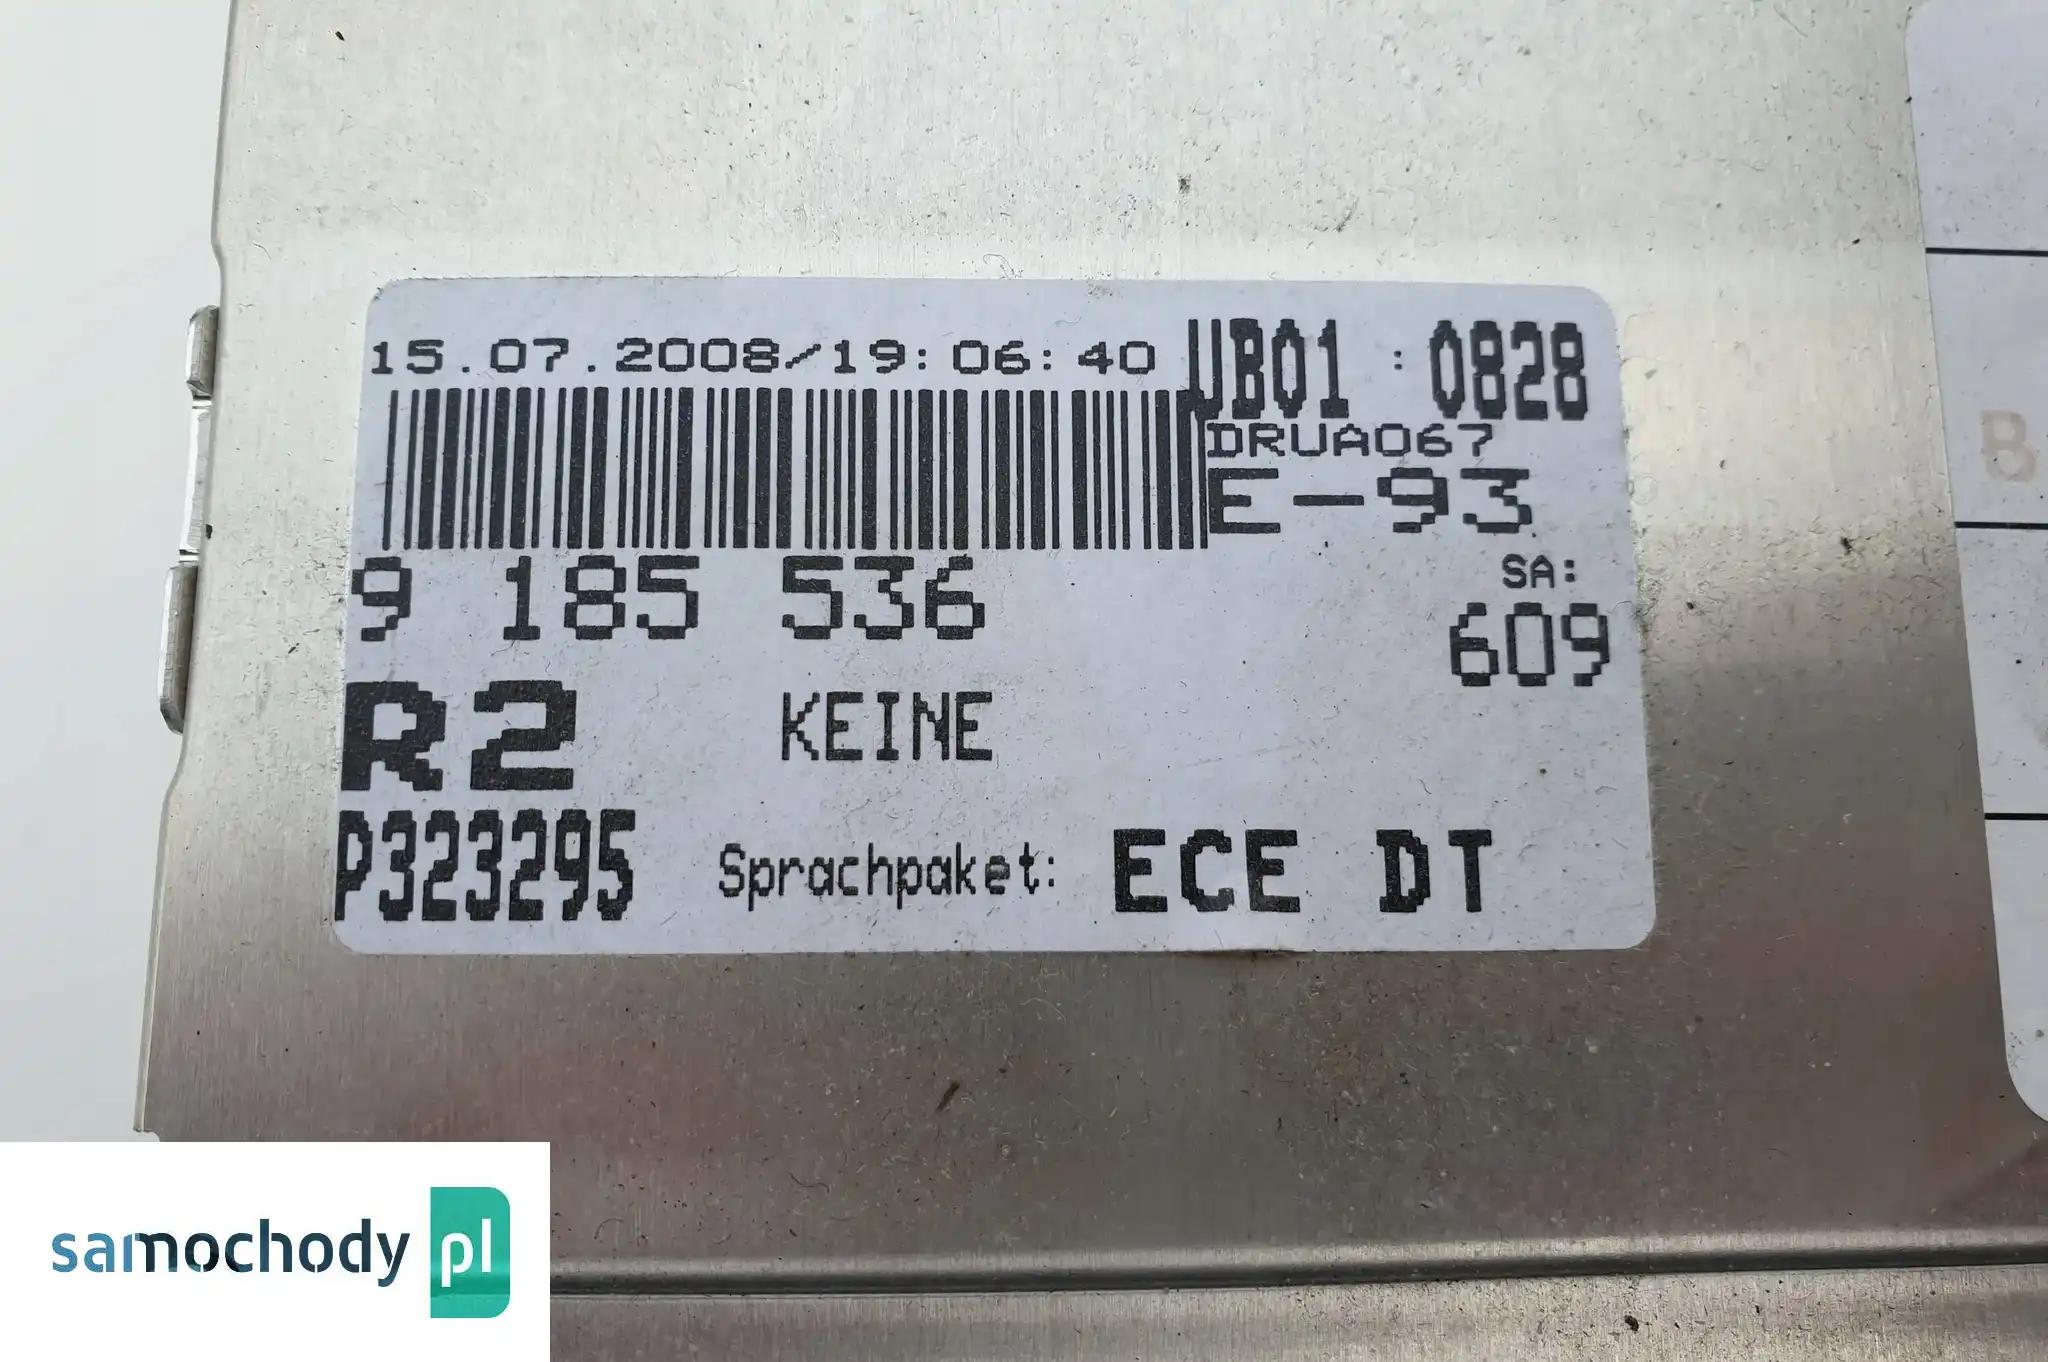 15.07.2008/19:06:40
UB01 : 0828
DRUA067
E-93
9 185 536
SA:
609
R2
KEINE
P323295
Sprachpaket: ECE DT
B
samochody pl